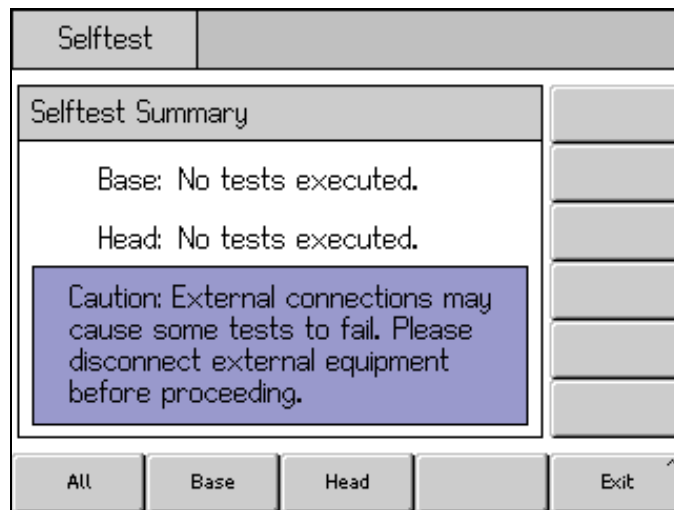 Selftest
Selftest Summary
Base: No tests executed.
Head: No tests executed.
Caution: External connections may
cause some tests to fail. Please
disconnect external equipment
before proceeding.
All
Base
Head
Exit